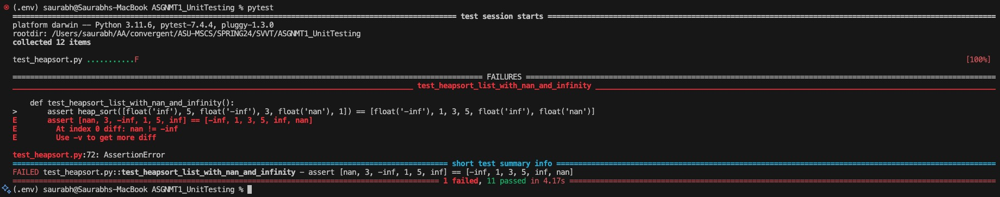 (.env) saurabh@Saurabhs-MacBook ASGNMT1_UnitTesting % pytest
test session starts
platform darwin -- Python 3.11.6, pytest-7.4.4, pluggy-1.3.0
rootdir: /Users/saurabh/AA/convergent/ASU-MSCS/SPRING24/SVVT/ASGNMT1_UnitTesting
collected 12 items
test_heapsort.py ...........F [100%]
FAILURES
test_heapsort_list_with_nan_and_infinity
def test_heapsort_list_with_nan_and_infinity():
> assert heap_sort([float('inf'), 5, float('-inf'), 3, float('nan'), 1]) == [float('-inf'), 1, 3, 5, float('inf'), float('nan')]
E assert [nan, 3, -inf, 1, 5, inf] == [-inf, 1, 3, 5, inf, nan]
E At index 0 diff: nan != -inf
E Use -v to get more diff
test_heapsort.py:72: AssertionError
short test summary info
FAILED test_heapsort.py::test_heapsort_list_with_nan_and_infinity - assert [nan, 3, -inf, 1, 5, inf] == [-inf, 1, 3, 5, inf, nan]
1 failed, 11 passed in 4.17s
(.env) saurabh@Saurabhs-MacBook ASGNMT1_UnitTesting %